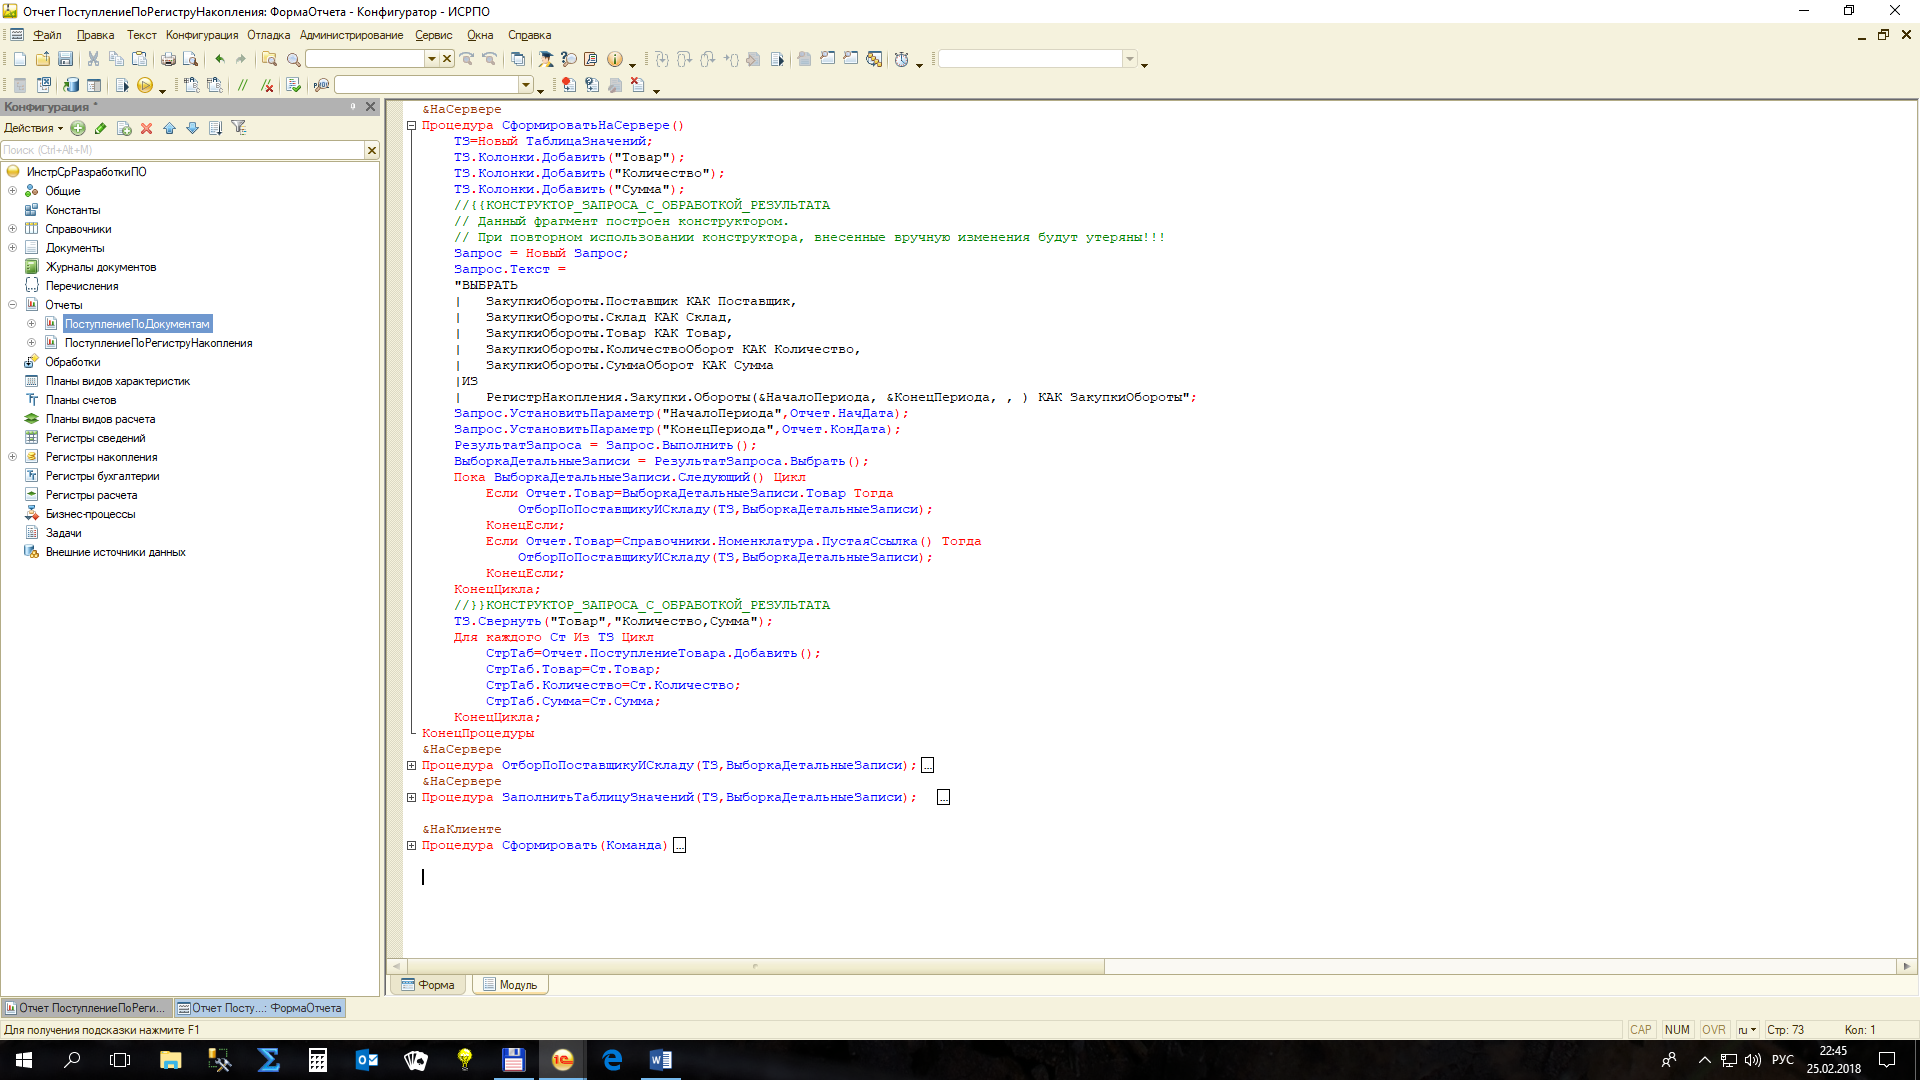 Отчет ПоступлениеПоРегиструНакопления: ФормаОтчета - Конфигуратор - ИСРПО
Файл Правка Текст Конфигурация Отладка Администрирование Сервис Окна Справка
Конфигурация *
Действия
Поиск (Ctrl+Alt+M)
ИнстрСрРазработкиПО
Общие
Константы
Справочники
Документы
Журналы документов
Перечисления
Отчеты
ПоступлениеПоДокументам
ПоступлениеПоРегиструНакопления
Обработки
Планы видов характеристик
Планы счетов
Планы видов расчета
Регистры сведений
Регистры накопления
Регистры бухгалтерии
Регистры расчета
Бизнес-процессы
Задачи
Внешние источники данных
&НаСервере
Процедура СформироватьНаСервере()
ТЗ=Новый ТаблицаЗначений;
ТЗ.Колонки.Добавить("Товар");
ТЗ.Колонки.Добавить("Количество");
ТЗ.Колонки.Добавить("Сумма");
//{{КОНСТРУКТОР_ЗАПРОСА_С_ОБРАБОТКОЙ_РЕЗУЛЬТАТА
// Данный фрагмент построен конструктором.
// При повторном использовании конструктора, внесенные вручную изменения будут утеряны!!!
Запрос = Новый Запрос;
Запрос.Текст =
"ВЫБРАТЬ
| ЗакупкиОбороты.Поставщик КАК Поставщик,
| ЗакупкиОбороты.Склад КАК Склад,
| ЗакупкиОбороты.Товар КАК Товар,
| ЗакупкиОбороты.КоличествоОборот КАК Количество,
| ЗакупкиОбороты.СуммаОборот КАК Сумма
|ИЗ
| РегистрНакопления.Закупки.Обороты(&НачалоПериода, &КонецПериода, , ) КАК ЗакупкиОбороты";
Запрос.УстановитьПараметр("НачалоПериода",Отчет.НачДата);
Запрос.УстановитьПараметр("КонецПериода",Отчет.КонДата);
РезультатЗапроса = Запрос.Выполнить();
ВыборкаДетальныеЗаписи = РезультатЗапроса.Выбрать();
Пока ВыборкаДетальныеЗаписи.Следующий() Цикл
Если Отчет.Товар=ВыборкаДетальныеЗаписи.Товар Тогда
ОтборПоПоставщикуИСкладу(ТЗ,ВыборкаДетальныеЗаписи);
КонецЕсли;
Если Отчет.Товар=Справочники.Номенклатура.ПустаяСсылка() Тогда
ОтборПоПоставщикуИСкладу(ТЗ,ВыборкаДетальныеЗаписи);
КонецЕсли;
КонецЦикла;
//}}КОНСТРУКТОР_ЗАПРОСА_С_ОБРАБОТКОЙ_РЕЗУЛЬТАТА
ТЗ.Свернуть("Товар","Количество,Сумма");
Для каждого Ст Из ТЗ Цикл
СтрТаб=Отчет.ПоступлениеТовара.Добавить();
СтрТаб.Товар=Ст.Товар;
СтрТаб.Количество=Ст.Количество;
СтрТаб.Сумма=Ст.Сумма;
КонецЦикла;
КонецПроцедуры
&НаСервере
Процедура ОтборПоПоставщикуИСкладу(ТЗ,ВыборкаДетальныеЗаписи); ...
&НаСервере
Процедура ЗаполнитьТаблицуЗначений(ТЗ,ВыборкаДетальныеЗаписи); ...
&НаКлиенте
Процедура Сформировать(Команда) ...
Форма Модуль
Отчет ПоступлениеПоРеги... Отчет Посту...: ФормаОтчета
Для получения подсказки нажмите F1
CAP NUM OVR ru Стр: 73 Кол: 1
РУС
22:45
25.02.2018